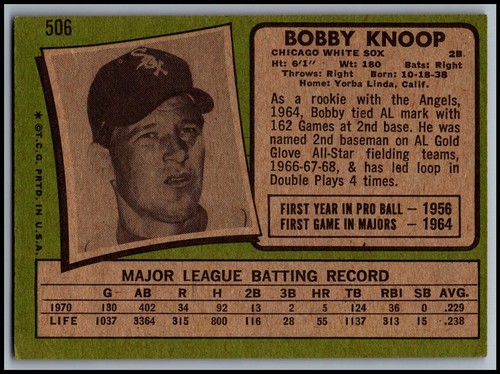 506
BOBBY KNOOP
CHICAGO WHITE SOX 2B
Ht: 6/1" Wt: 180 Bats: Right
Throws: Right Born: 10-18-38
Home: Yorba Linda, Calif.
As a rookie with the Angels,
1964, Bobby tied AL mark with
162 Games at 2nd base. He was
named 2nd baseman on AL Gold
Glove All-Star fielding teams,
1966-67-68, & has led loop in
Double Plays 4 times.
FIRST YEAR IN PRO BALL — 1956
FIRST GAME IN MAJORS — 1964
SOX
* © T.C.G. PRTD. IN U.S.A.
MAJOR LEAGUE BATTING RECORD
G AB R H 2B 3B HR TB RBI SB AVG.
1970 130 402 34 92 13 2 5 124 36 0 .229
LIFE 1037 3364 315 800 116 28 55 1137 313 15 .238